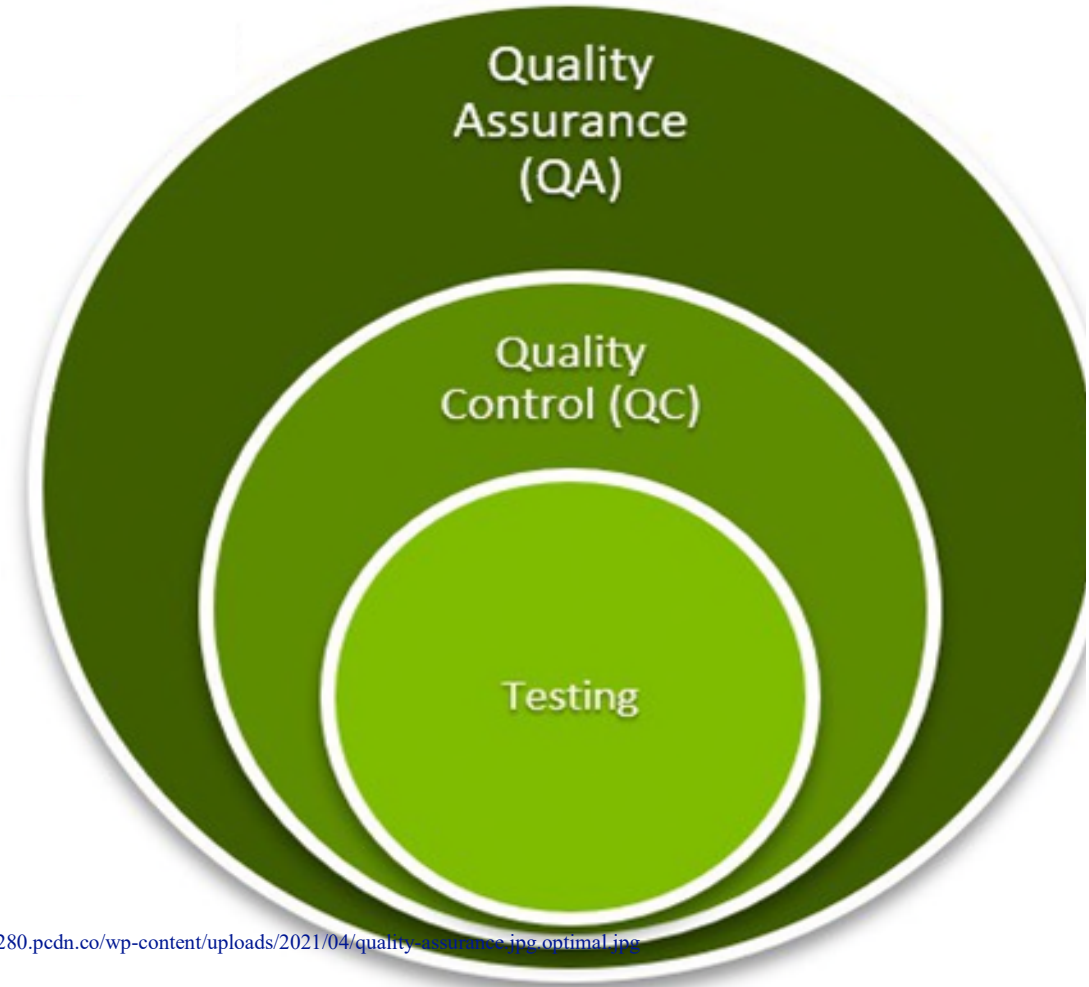 Quality
Assurance
(QA)
Quality
Control (QC)
Testing
280.pcdn.co/wp-content/uploads/2021/04/quality-assurance.jpg.optimal.jpg